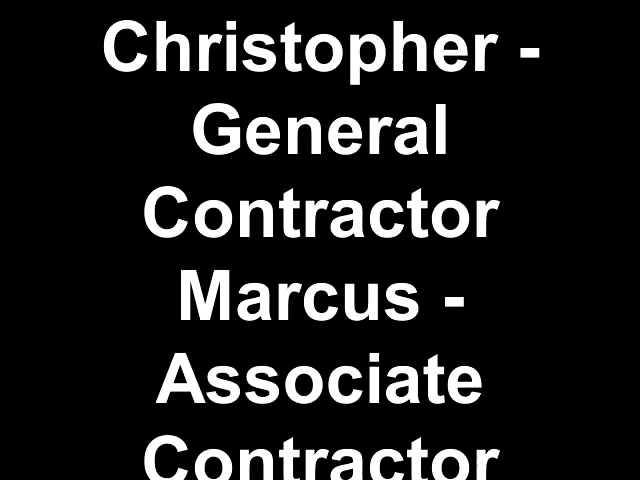 Christopher -
General
Contractor
Marcus -
Associate
Contractor